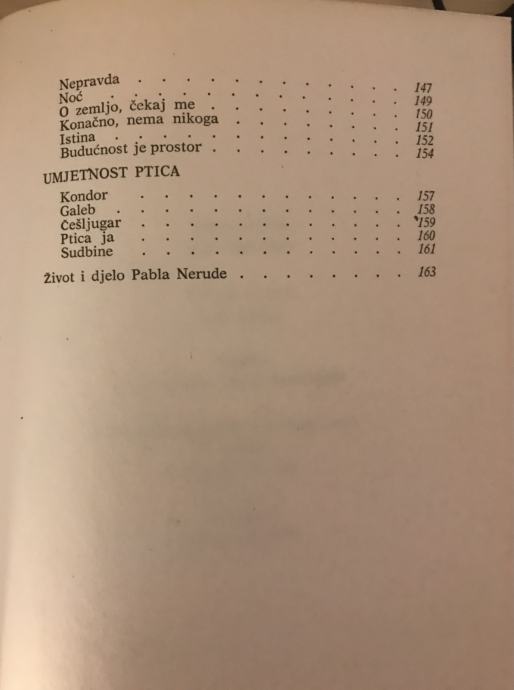 Nepravda . . . . . . . . . . . 147
Noć . . . . . . . . . . . 149
O zemljo, čekaj me . . . . . . . . 150
Konačno, nema nikoga . . . . . . . 151
Istina . . . . . . . . . . . 152
Budućnost je prostor . . . . . . . . 154
UMJETNOST PTICA
Kondor . . . . . . . . . . . 157
Galeb . . . . . . . . . . . . 158
Češljugar . . . . . . . . . . . 159
Ptica ja . . . . . . . . . . . 160
Sudbine . . . . . . . . . . . 161
Život i djelo Pabla Nerude . . . . . . . 163